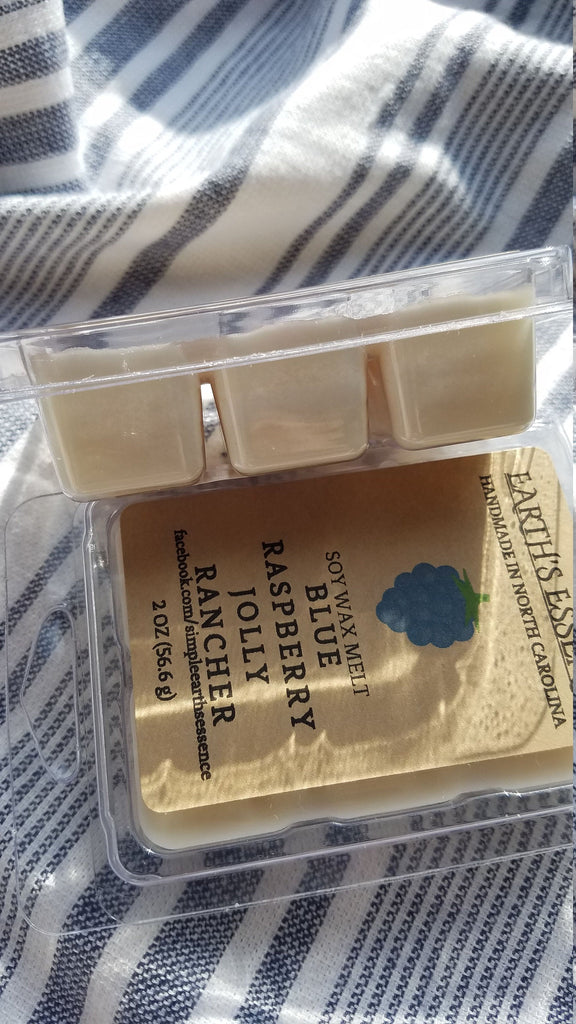 EARTH'S
HANDMADE IN NORTH CAROLINA
SOY WAX MELT
BLUE
RASPBERRY
JOLLY
RANCHER
facebook.com/simpleearthsessence
2 OZ (56.6 g)